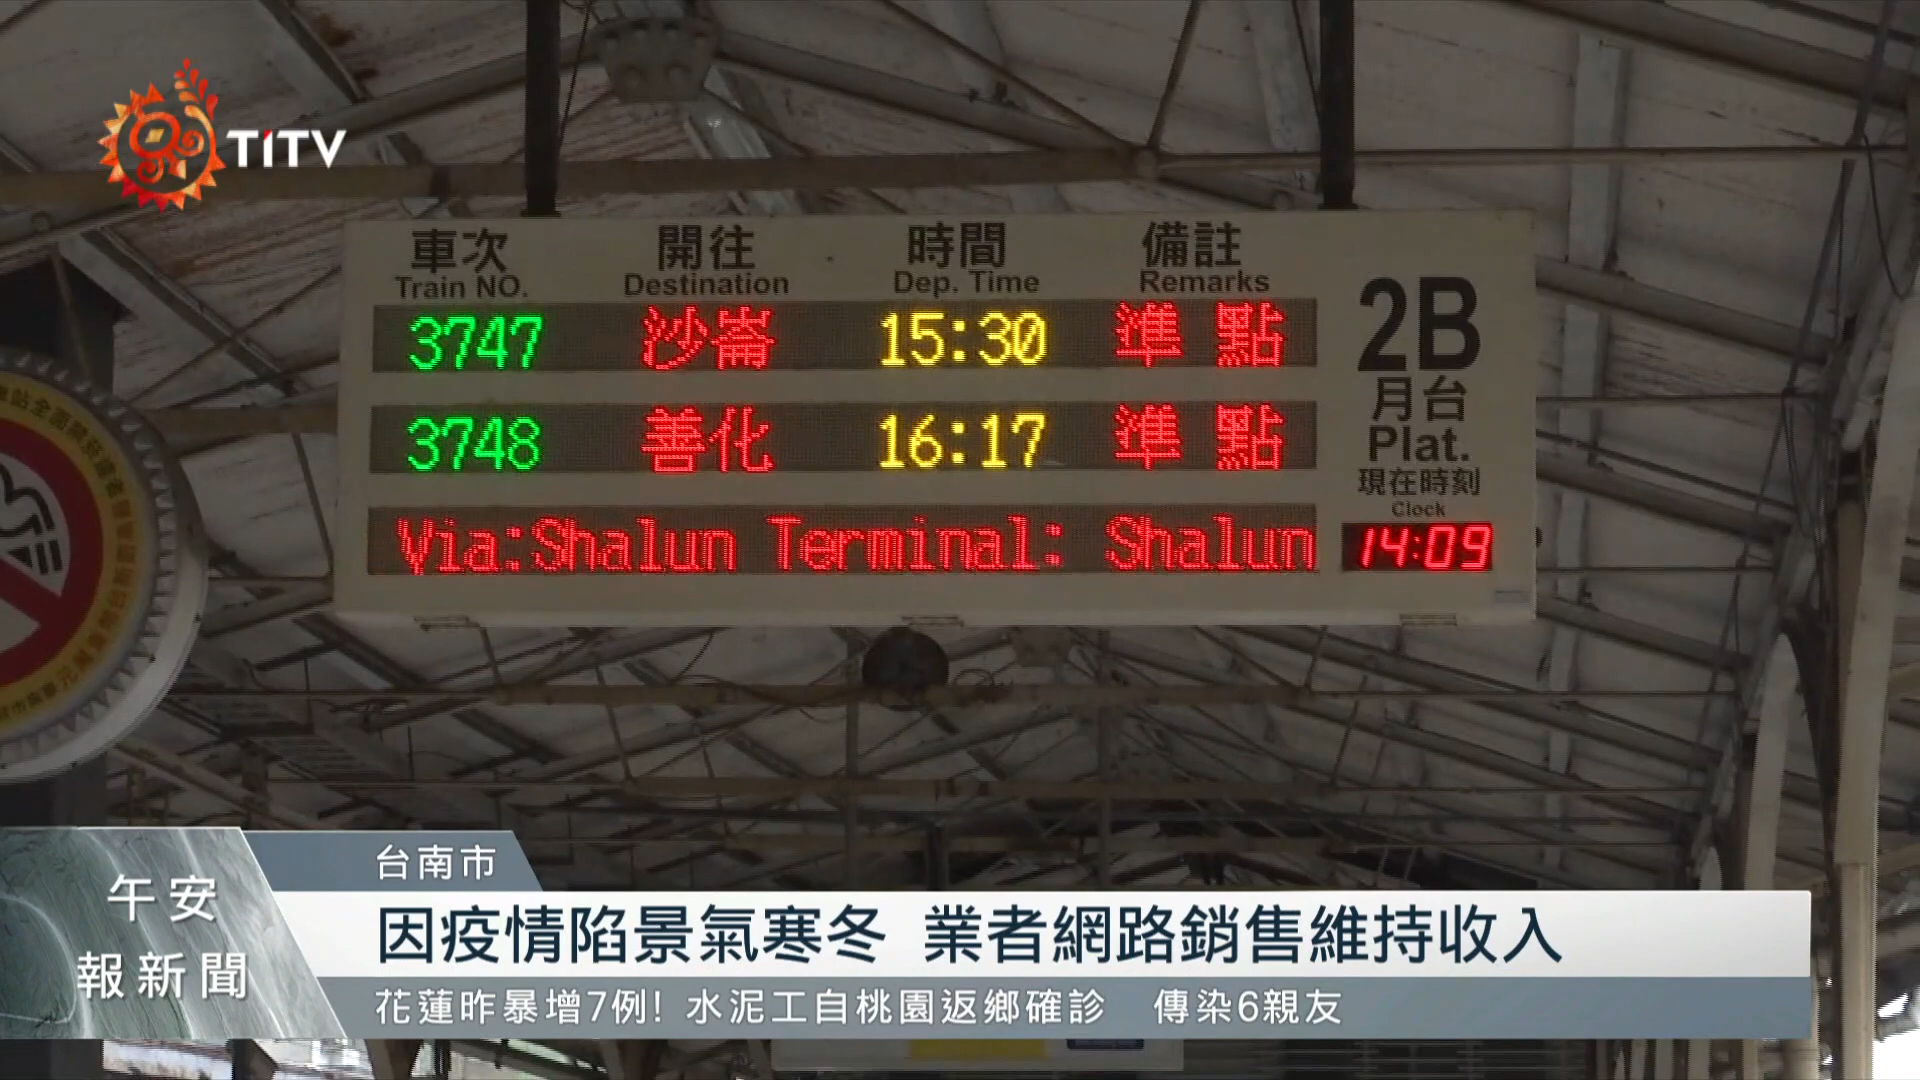 TiTV
車次 開往 時間 備註
Train NO. Destination Dep. Time Remarks
3747 沙崙 15:30 準點
3748 善化 16:17 準點
Via:Shalun Terminal: Shalun
2B
月台
Plat.
現在時刻
Clock
14:09
台南市
午安
報新聞
因疫情陷景氣寒冬 業者網路銷售維持收入
花蓮昨暴增7例! 水泥工自桃園返鄉確診 傳染6親友